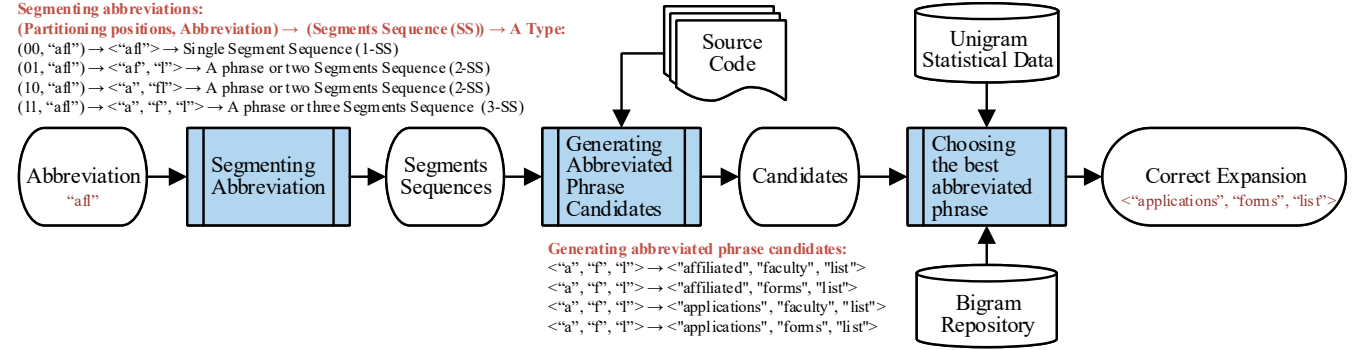 Segmenting abbreviations:
(Partitioning positions, Abbreviation) → (Segments Sequence (SS)) → A Type:
(00, “afl”) → <“afl”> → Single Segment Sequence (1-SS)
(01, “afl”) → <“af”, “l”> → A phrase or two Segments Sequence (2-SS)
(10, “afl”) → <“a”, “fl”> → A phrase or two Segments Sequence (2-SS)
(11, “afl”) → <“a”, “f”, “l”> → A phrase or three Segments Sequence (3-SS)
Source
Code
Unigram
Statistical Data
Abbreviation
“afl”
Segmenting
Abbreviation
Segments
Sequences
Generating
Abbreviated
Phrase
Candidates
Candidates
Choosing
the best
abbreviated
phrase
Correct Expansion
<“applications”, “forms”, “list”>
Generating abbreviated phrase candidates:
<“a”, “f”, “l”> → <"affiliated", "faculty", "list">
<“a”, “f”, “l”> → <"affiliated", "forms", "list">
<“a”, “f”, “l”> → <"applications", "faculty", "list">
<“a”, “f”, “l”> → <"applications", "forms", "list">
Bigram
Repository